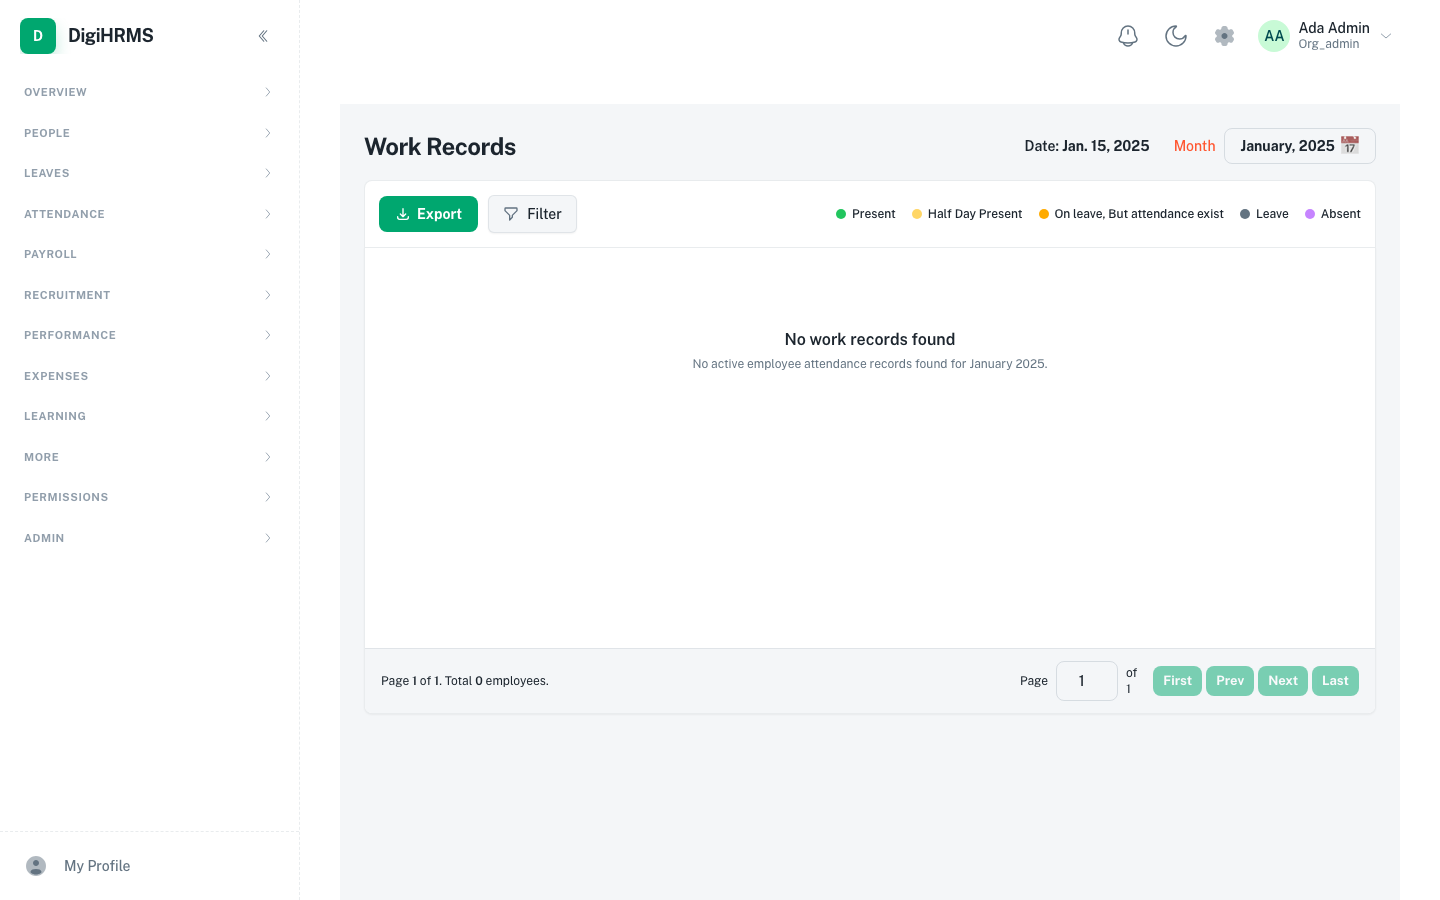 D DigiHRMS
OVERVIEW
PEOPLE
LEAVES
ATTENDANCE
PAYROLL
RECRUITMENT
PERFORMANCE
EXPENSES
LEARNING
MORE
PERMISSIONS
ADMIN
My Profile
AA Ada Admin
Org_admin
Work Records
Date: Jan. 15, 2025 Month January, 2025 17
Export Filter
Present Half Day Present On leave, But attendance exist Leave Absent
No work records found
No active employee attendance records found for January 2025.
Page 1 of 1. Total 0 employees.
Page 1 of 1 First Prev Next Last